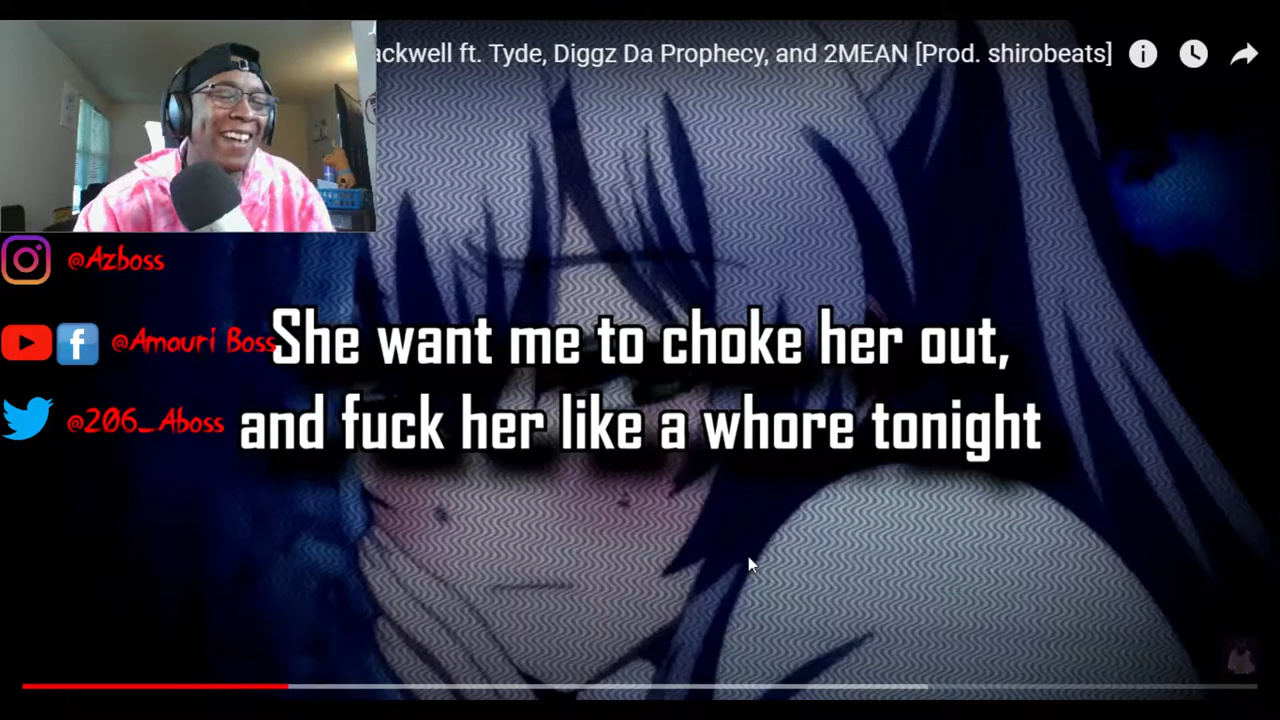 ackwell ft. Tyde, Diggz Da Prophecy, and 2MEAN [Prod. shirobeats]
@Azboss
@Amauri Boss
@206_Aboss
She want me to choke her out,
and fuck her like a whore tonight